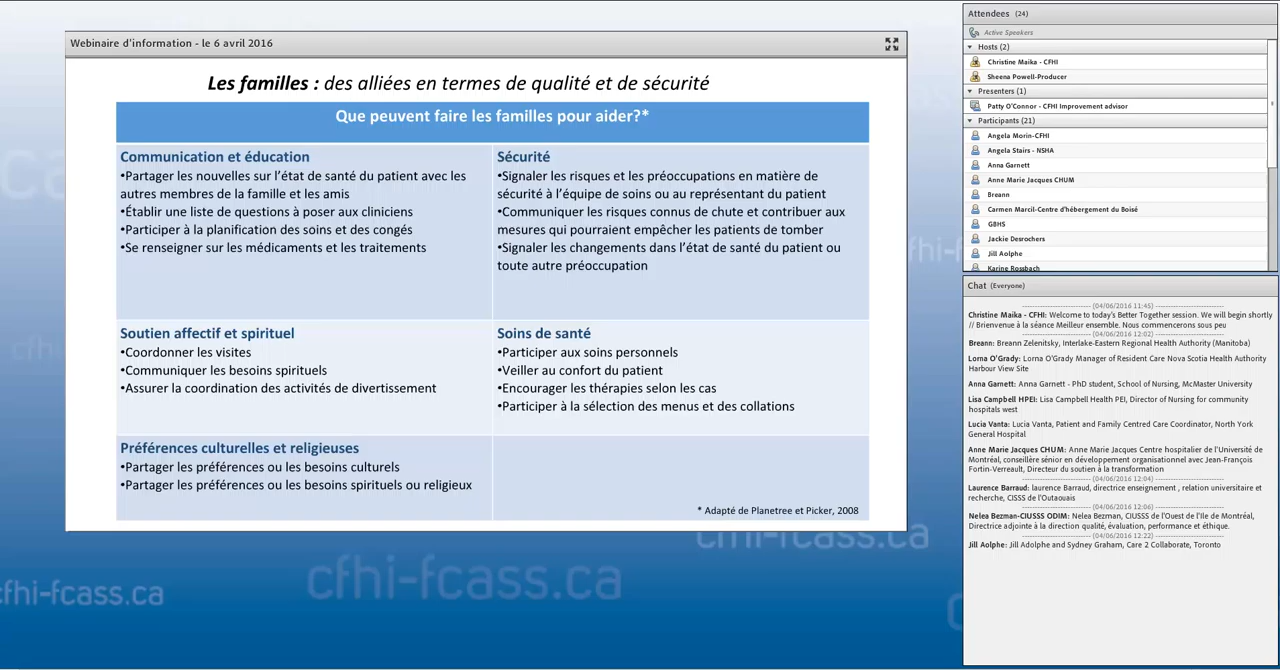 Webinaire d'information - le 6 avril 2016
Les familles : des alliées en termes de qualité et de sécurité
Que peuvent faire les familles pour aider?*
Communication et éducation
•Partager les nouvelles sur l'état de santé du patient avec les
autres membres de la famille et les amis
•Établir une liste de questions à poser aux cliniciens
•Participer à la planification des soins et des congés
•Se renseigner sur les médicaments et les traitements
Sécurité
•Signaler les risques et les préoccupations en matière de
sécurité à l'équipe de soins ou au représentant du patient
•Communiquer les risques connus de chute et contribuer aux
mesures qui pourraient empêcher les patients de tomber
•Signaler les changements dans l'état de santé du patient ou
toute autre préoccupation
Soutien affectif et spirituel
•Coordonner les visites
•Communiquer les besoins spirituels
•Assurer la coordination des activités de divertissement
Soins de santé
•Participer aux soins personnels
•Veiller au confort du patient
•Encourager les thérapies selon les cas
•Participer à la sélection des menus et des collations
Préférences culturelles et religieuses
•Partager les préférences ou les besoins culturels
•Partager les préférences ou les besoins spirituels ou religieux
* Adapté de Planetree et Picker, 2008
cfhi-fcass.ca
cfhi-fcass.ca
fhi-fcass.ca
Attendees (24)
Active Speakers
Hosts (2)
Christine Maika - CFHI
Sheena Powell-Producer
Presenters (1)
Patty O'Connor - CFHI Improvement advisor
Participants (21)
Angela Morin-CFHI
Angela Stairs - NSHA
Anna Garnett
Anne Marie Jacques CHUM
Breann
Carmen Marcil-Centre d'hébergement du Boisé
GBHS
Jackie Desrochers
Jill Aolphe
Karine Rossbach
Chat (Everyone)
(04/06/2016 11:45)
Christine Maika - CFHI: Welcome to today's Better Together session. We will begin shortly
// Brienvenue à la séance Meilleur ensemble. Nous commencerons sous peu
(04/06/2016 12:02)
Breann: Breann Zelenitsky, Interlake-Eastern Regional Health Authority (Manitoba)
Lorna O'Grady: Lorna O'Grady Manager of Resident Care Nova Scotia Health Authority
Harbour View Site
Anna Garnett: Anna Garnett - PhD student, School of Nursing, McMaster University
Lisa Campbell HPEI: Lisa Campbell Health PEI, Director of Nursing for community
hospitals west
Lucia Vanta: Lucia Vanta, Patient and Family Centred Care Coordinator, North York
General Hospital
Anne Marie Jacques CHUM: Anne Marie Jacques Centre hospitalier de l'Université de
Montréal, conseillère sénior en développement organisationnel avec Jean-François
Fortin-Verreault, Directeur du soutien à la transformation
(04/06/2016 12:04)
Laurence Barraud: laurence Barraud, directrice enseignement , relation universitaire et
recherche, CISSS de l'Outaouais
(04/06/2016 12:06)
Nelea Bezman-CIUSSS ODIM: Nelea Bezman, CIUSSS de l'Ouest de l'Ile de Montréal,
Directrice adjointe à la direction qualité, évaluation, performance et éthique.
(04/06/2016 12:22)
Jill Aolphe: Jill Adolphe and Sydney Graham, Care 2 Collaborate, Toronto